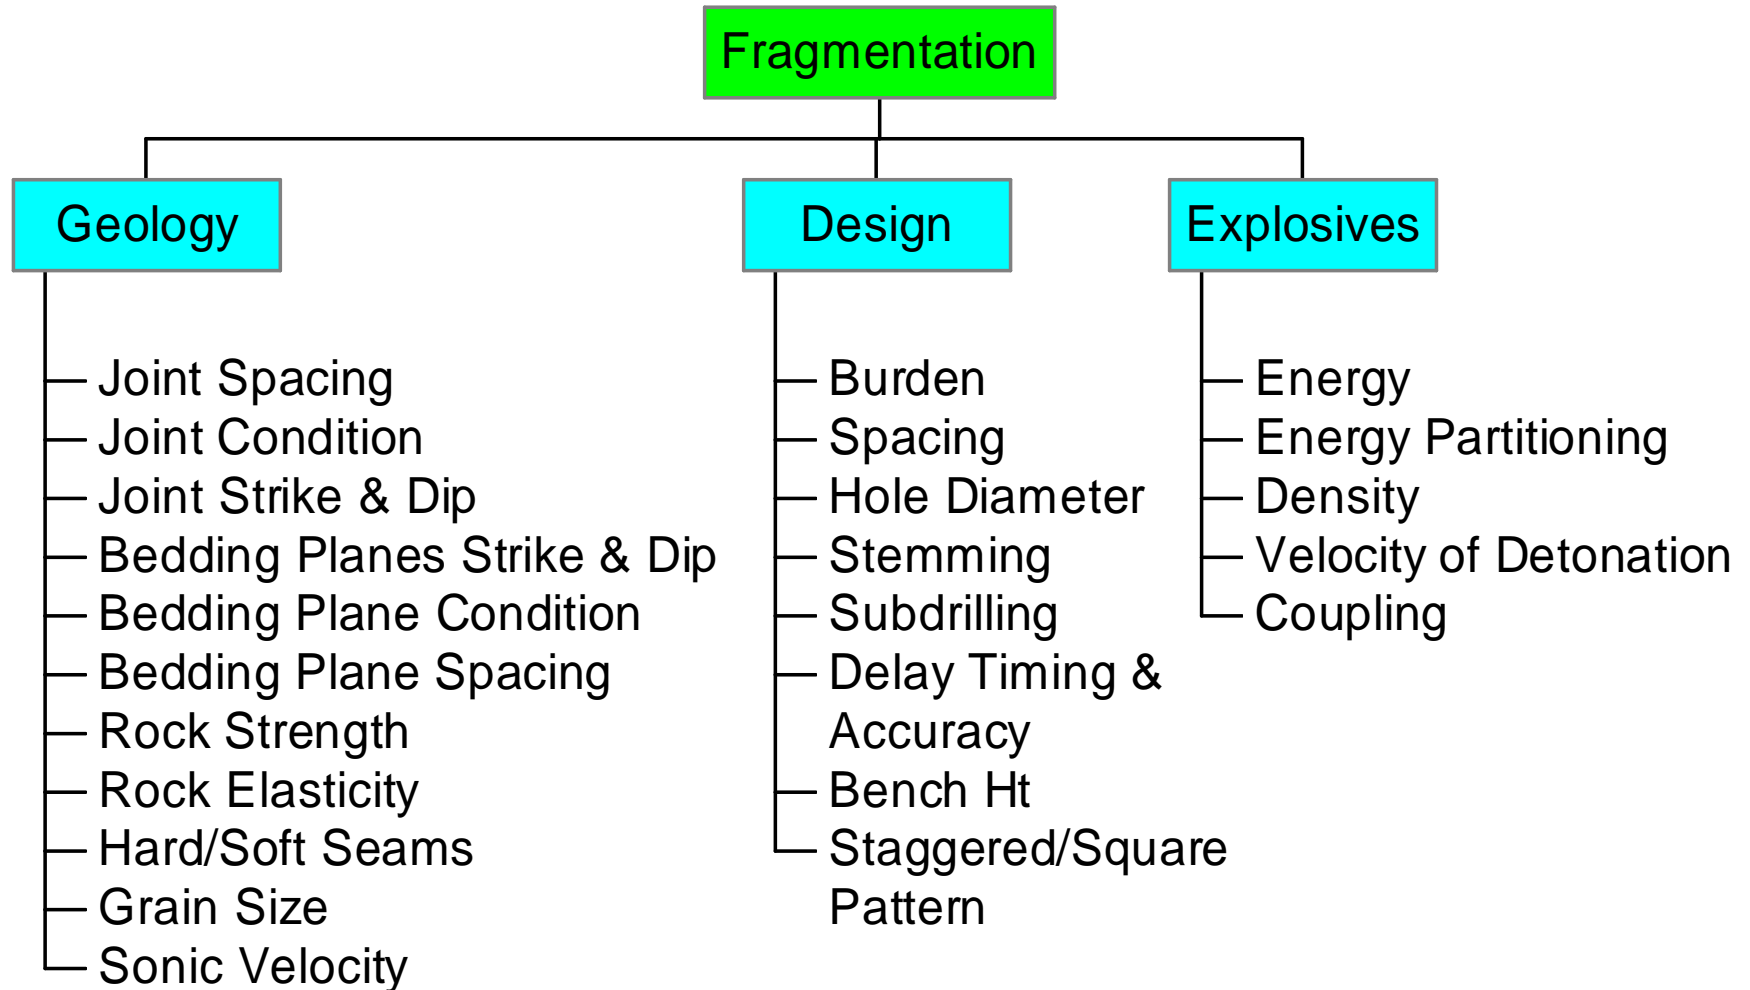 Fragmentation
Geology
Design
Explosives
Joint Spacing
Joint Condition
Joint Strike & Dip
Bedding Planes Strike & Dip
Bedding Plane Condition
Bedding Plane Spacing
Rock Strength
Rock Elasticity
Hard/Soft Seams
Grain Size
Sonic Velocity
Burden
Spacing
Hole Diameter
Stemming
Subdrilling
Delay Timing &
Accuracy
Bench Ht
Staggered/Square
Pattern
Energy
Energy Partitioning
Density
Velocity of Detonation
Coupling